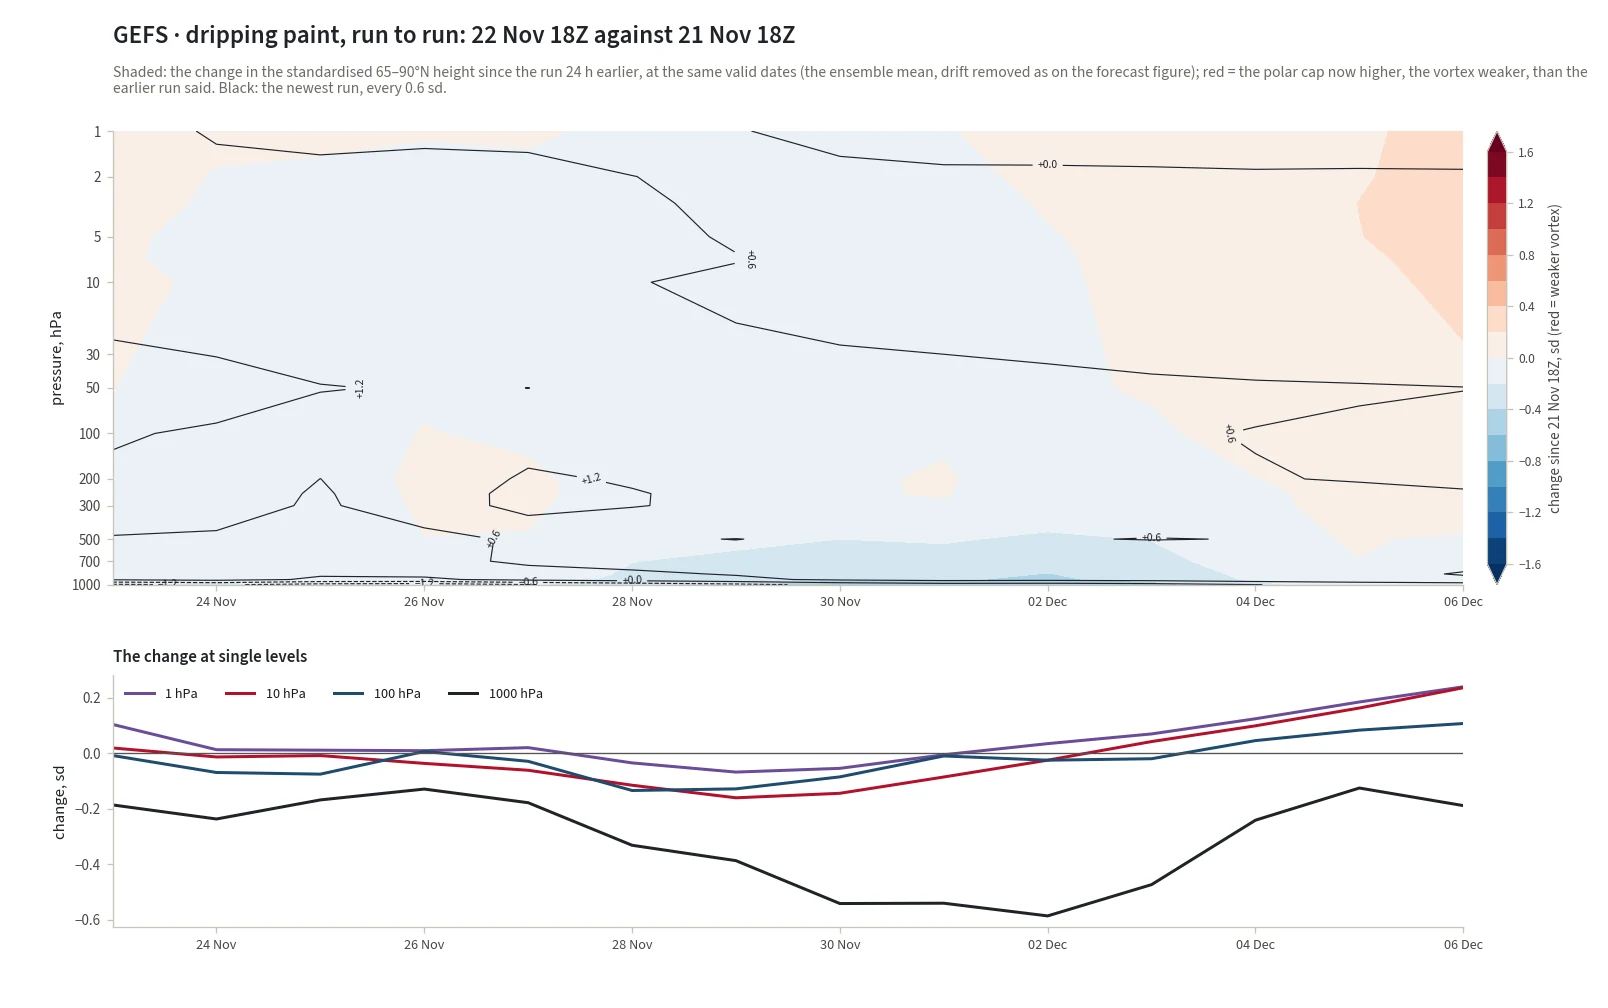 GEFS · dripping paint, run to run: 22 Nov 18Z against 21 Nov 18Z
Shaded: the change in the standardised 65–90°N height since the run 24 h earlier, at the same valid dates (the ensemble mean, drift removed as on the forecast figure); red = the polar cap now higher, the vortex weaker, than the
earlier run said. Black: the newest run, every 0.6 sd.
pressure, hPa
1
2
5
10
30
50
100
200
300
500
700
1000
+0.0
+0.6
+1.2
+0.6
+1.2
+0.6
+0.6
+0.0
24 Nov
26 Nov
28 Nov
30 Nov
02 Dec
04 Dec
06 Dec
1.6
1.2
0.8
0.4
0.0
−0.4
−0.8
−1.2
−1.6
change since 21 Nov 18Z, sd (red = weaker vortex)
The change at single levels
1 hPa
10 hPa
100 hPa
1000 hPa
change, sd
0.2
0.0
−0.2
−0.4
−0.6
24 Nov
26 Nov
28 Nov
30 Nov
02 Dec
04 Dec
06 Dec